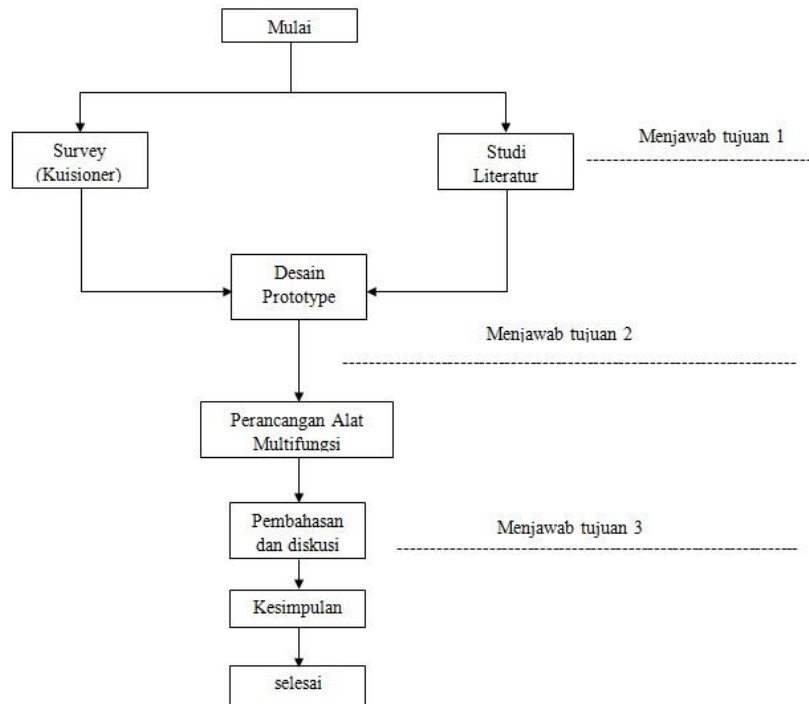 Mulai
Survey
(Kuisioner)
Studi
Literatur
Menjawab tujuan 1
Desain
Prototype
Menjawab tujuan 2
Perancangan Alat
Multifungsi
Pembahasan
dan diskusi
Menjawab tujuan 3
Kesimpulan
selesai